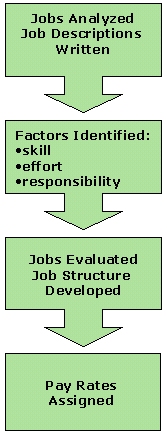 Jobs Analyzed
Job Descriptions
Written
Factors Identified:
•skill
•effort
•responsibility
Jobs Evaluated
Job Structure
Developed
Pay Rates
Assigned